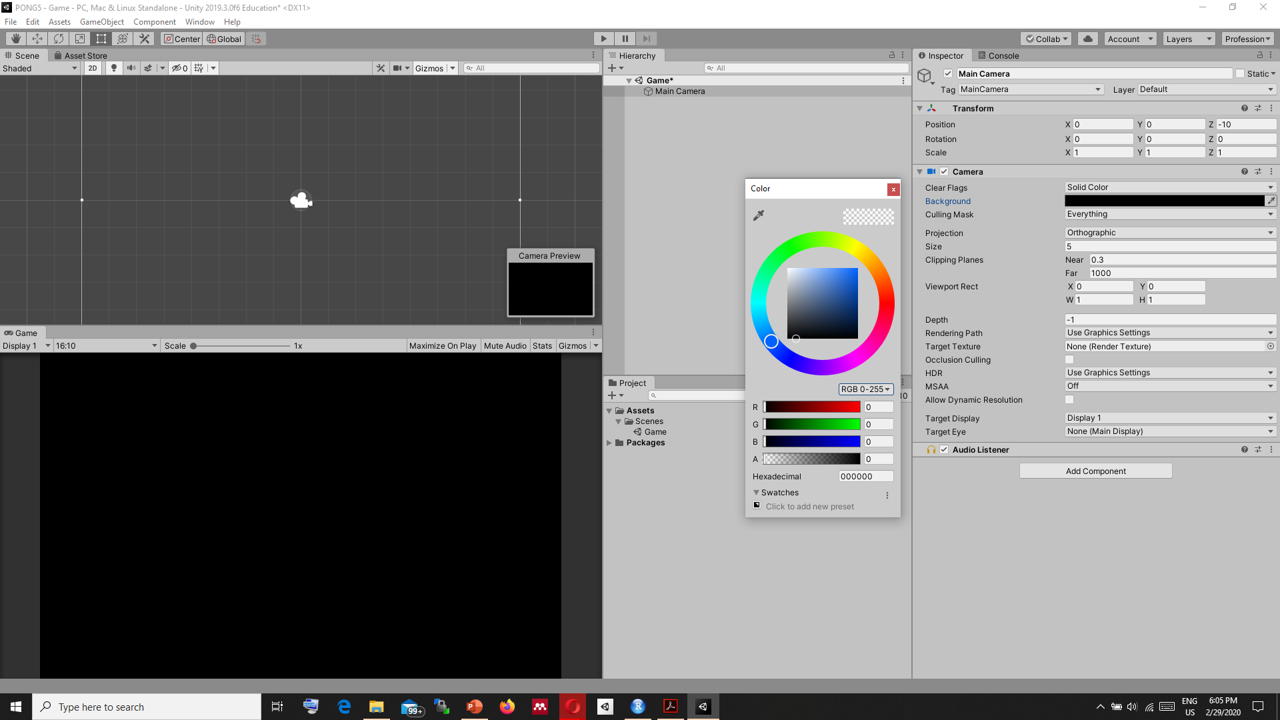 PONG5 - Game - PC, Mac & Linux Standalone - Unity 2019.3.0f6 Education* <DX11>
File Edit Assets GameObject Component Window Help
Center Global Collab Account Layers Profession
Scene Asset Store
Shaded 2D 0 Gizmos All
Camera Preview
Game
Display 1 16:10 Scale 1x Maximize On Play Mute Audio Stats Gizmos
Hierarchy
All
Game*
Main Camera
Project
Assets
Scenes
Game
Packages
Color
RGB 0-255
R 0
G 0
B 0
A 0
Hexadecimal 000000
Swatches
Click to add new preset
Inspector Console
Main Camera Static
Tag MainCamera Layer Default
Transform
Position X 0 Y 0 Z -10
Rotation X 0 Y 0 Z 0
Scale X 1 Y 1 Z 1
Camera
Clear Flags Solid Color
Background
Culling Mask Everything
Projection Orthographic
Size 5
Clipping Planes Near 0.3
Far 1000
Viewport Rect X 0 Y 0
W 1 H 1
Depth -1
Rendering Path Use Graphics Settings
Target Texture None (Render Texture)
Occlusion Culling
HDR Use Graphics Settings
MSAA Off
Allow Dynamic Resolution
Target Display Display 1
Target Eye None (Main Display)
Audio Listener
Add Component
Type here to search
99+
ENG
US
6:05 PM
2/29/2020